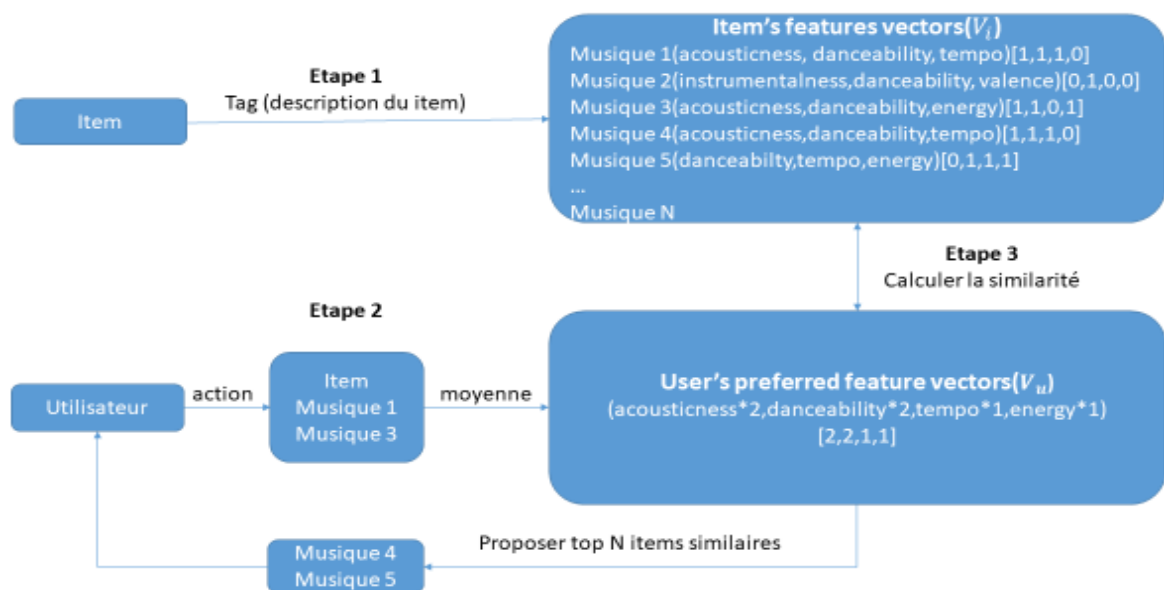 Item's features vectors(V_i)
Musique 1(acousticness, danceability, tempo)[1,1,1,0]
Musique 2(instrumentalness,danceability, valence)[0,1,0,0]
Musique 3(acousticness,danceability,energy)[1,1,0,1]
Musique 4(acousticness,danceability,tempo)[1,1,1,0]
Musique 5(danceabilty,tempo,energy)[0,1,1,1]
...
Musique N
Etape 1
Tag (description du item)
Item
Etape 3
Calculer la similarité
Etape 2
Utilisateur
action
Item
Musique 1
Musique 3
moyenne
User's preferred feature vectors(V_u)
(acousticness*2,danceability*2,tempo*1,energy*1)
[2,2,1,1]
Proposer top N items similaires
Musique 4
Musique 5